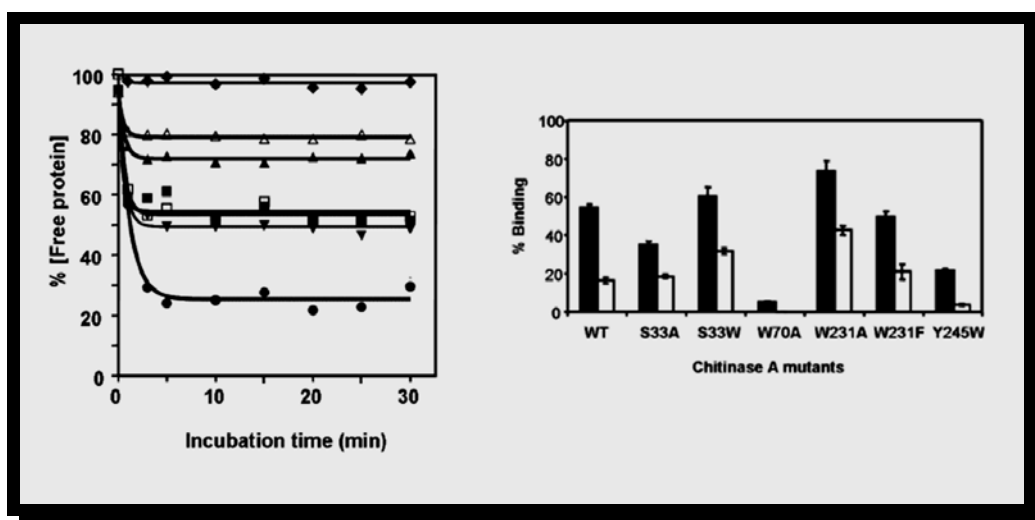 100
80
60
40
20
0
% [Free protein]
0 10 20 30
Incubation time (min)
100
80
60
40
20
0
% Binding
WT S33A S33W W70A W231A W231F Y245W
Chitinase A mutants